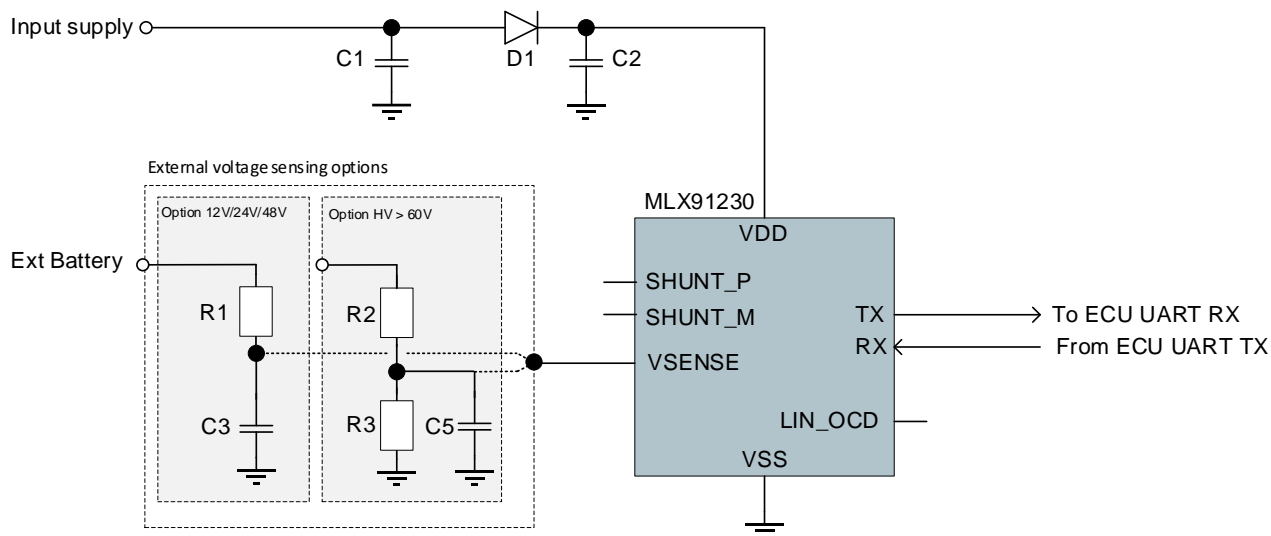 Input supply
C1
D1
C2
External voltage sensing options
Option 12V/24V/48V
Option HV > 60V
MLX91230
VDD
Ext Battery
SHUNT_P
R1
R2
SHUNT_M
TX
To ECU UART RX
RX
From ECU UART TX
VSENSE
C3
R3
C5
LIN_OCD
VSS